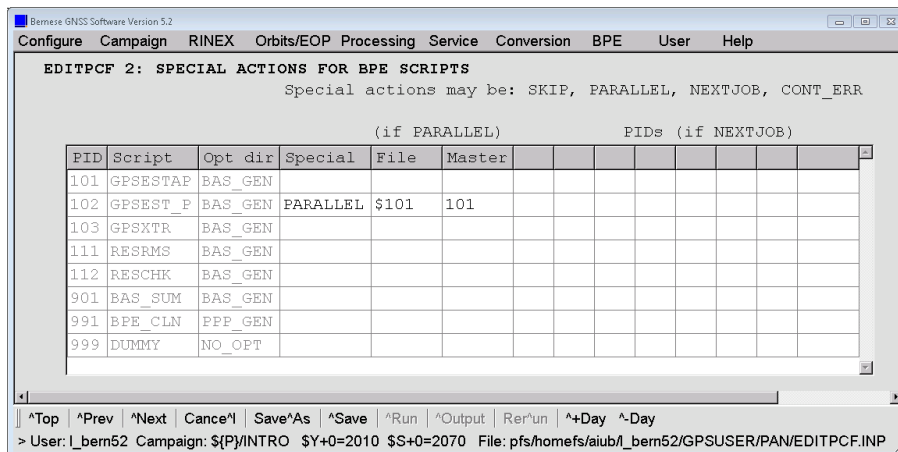 Bernese GNSS Software Version 5.2
Configure Campaign RINEX Orbits/EOP Processing Service Conversion BPE User Help
EDITPCF 2: SPECIAL ACTIONS FOR BPE SCRIPTS
Special actions may be: SKIP, PARALLEL, NEXTJOB, CONT_ERR
(if PARALLEL) PIDs (if NEXTJOB)
PID Script Opt dir Special File Master
101 GPSESTAP BAS_GEN
102 GPSEST_P BAS_GEN PARALLEL $101 101
103 GPSXTR BAS_GEN
111 RESRMS BAS_GEN
112 RESCHK BAS_GEN
901 BAS_SUM BAS_GEN
991 BPE_CLN PPP_GEN
999 DUMMY NO_OPT
^Top ^Prev ^Next Cance^l Save^As ^Save ^Run ^Output Rer^un ^+Day ^-Day
> User: l_bern52 Campaign: ${P}/INTRO $Y+0=2010 $S+0=2070 File: pfs/homefs/aiub/l_bern52/GPSUSER/PAN/EDITPCF.INP